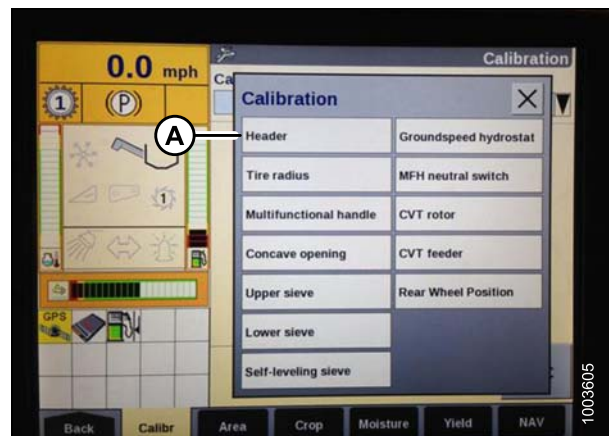 0.0 mph
Calibration
Ca
1
(P)
A
Calibration
Header
Groundspeed hydrostat
Tire radius
MFH neutral switch
Multifunctional handle
CVT rotor
1
Concave opening
CVT feeder
Upper sieve
Rear Wheel Position
Lower sieve
Self-leveling sieve
GPS
Back
Calibr
Area
Crop
Moisture
Yield
NAV
1003605